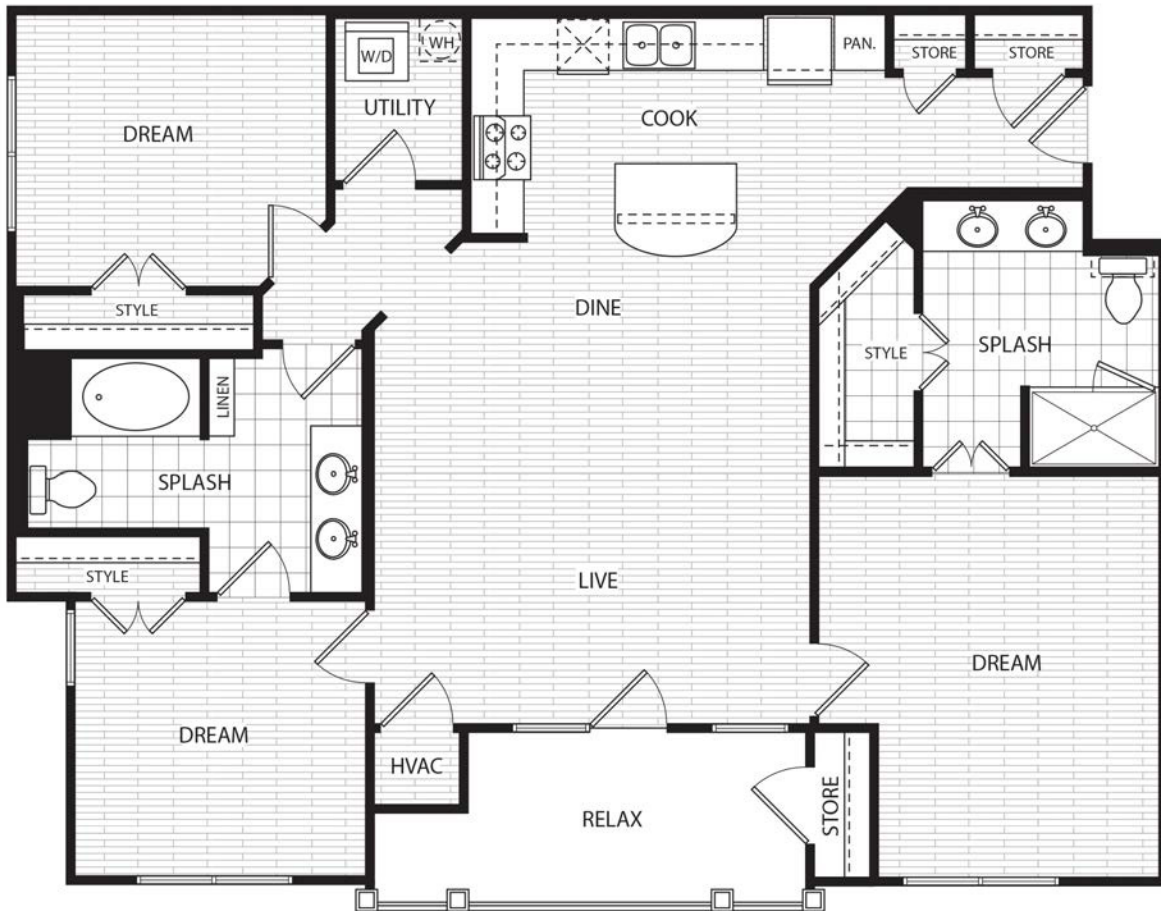 W/D
WH
PAN.
STORE
STORE
UTILITY
COOK
DREAM
STYLE
DINE
STYLE
SPLASH
LINEN
SPLASH
STYLE
LIVE
DREAM
DREAM
HVAC
RELAX
STORE